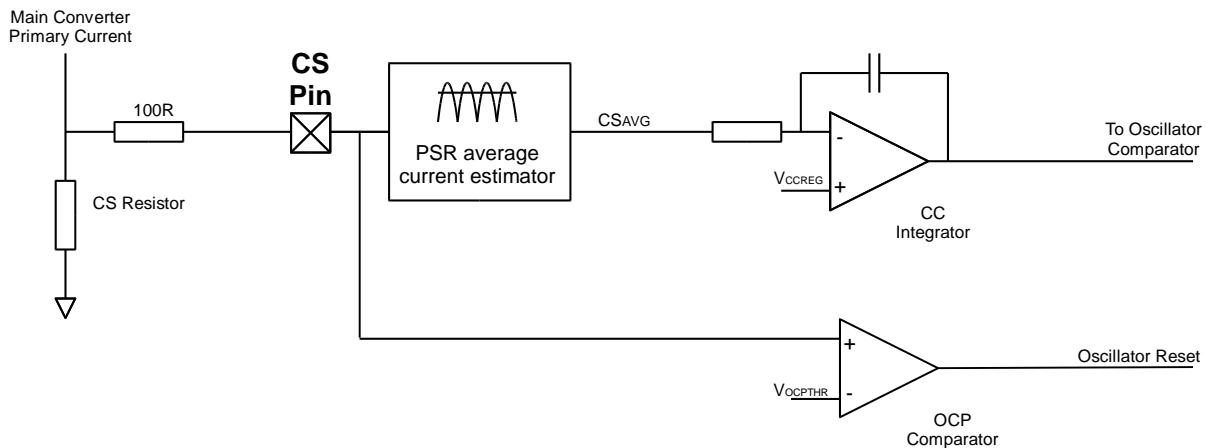 Main Converter
Primary Current
CS
Pin
100R
CS Resistor
PSR average
current estimator
CSAVG
-
+
VCCREG
CC
Integrator
To Oscillator
Comparator
+
-
VOCPTHR
OCP
Comparator
Oscillator Reset